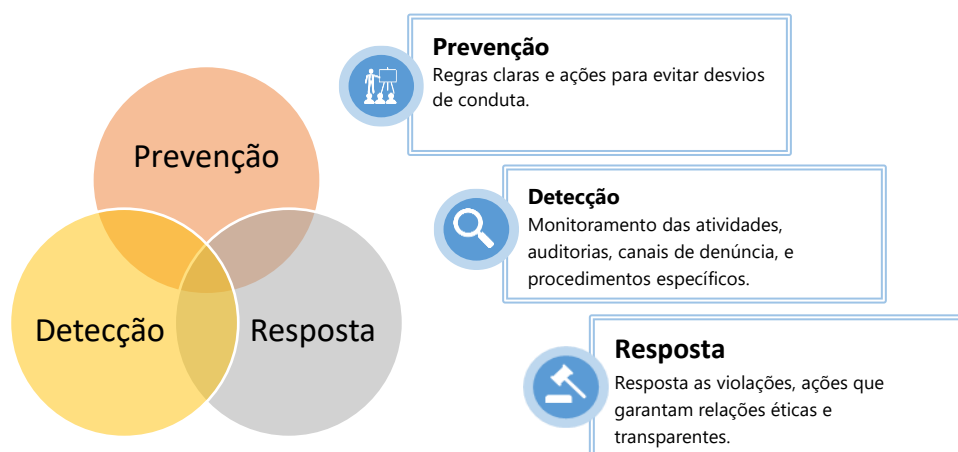 Prevenção
Detecção
Resposta
Prevenção
Regras claras e ações para evitar desvios
de conduta.
Detecção
Monitoramento das atividades,
auditorias, canais de denúncia, e
procedimentos específicos.
Resposta
Resposta as violações, ações que
garantam relações éticas e
transparentes.